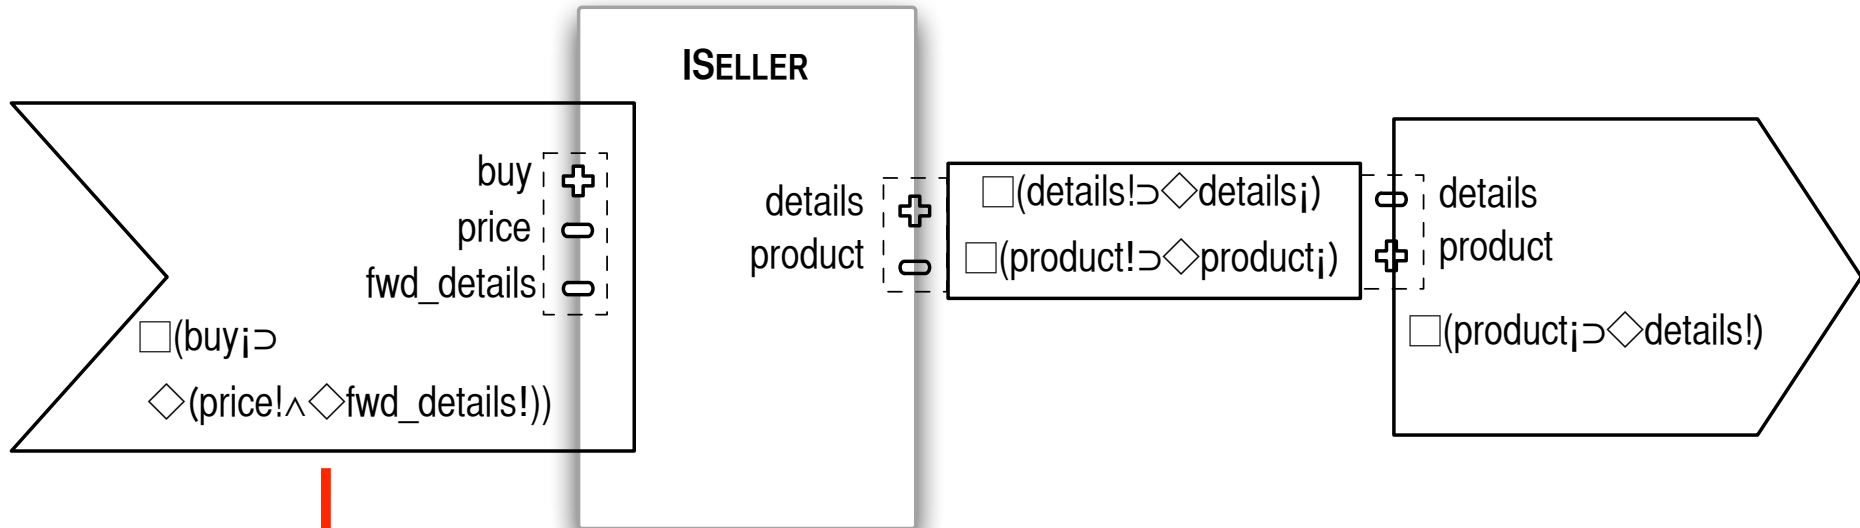 ISELLER
buy
price
fwd_details
□(buy¡⊃
◇(price!∧◇fwd_details!))
details
product
□(details!⊃◇details¡)
□(product!⊃◇product¡)
details
product
□(product¡⊃◇details!)